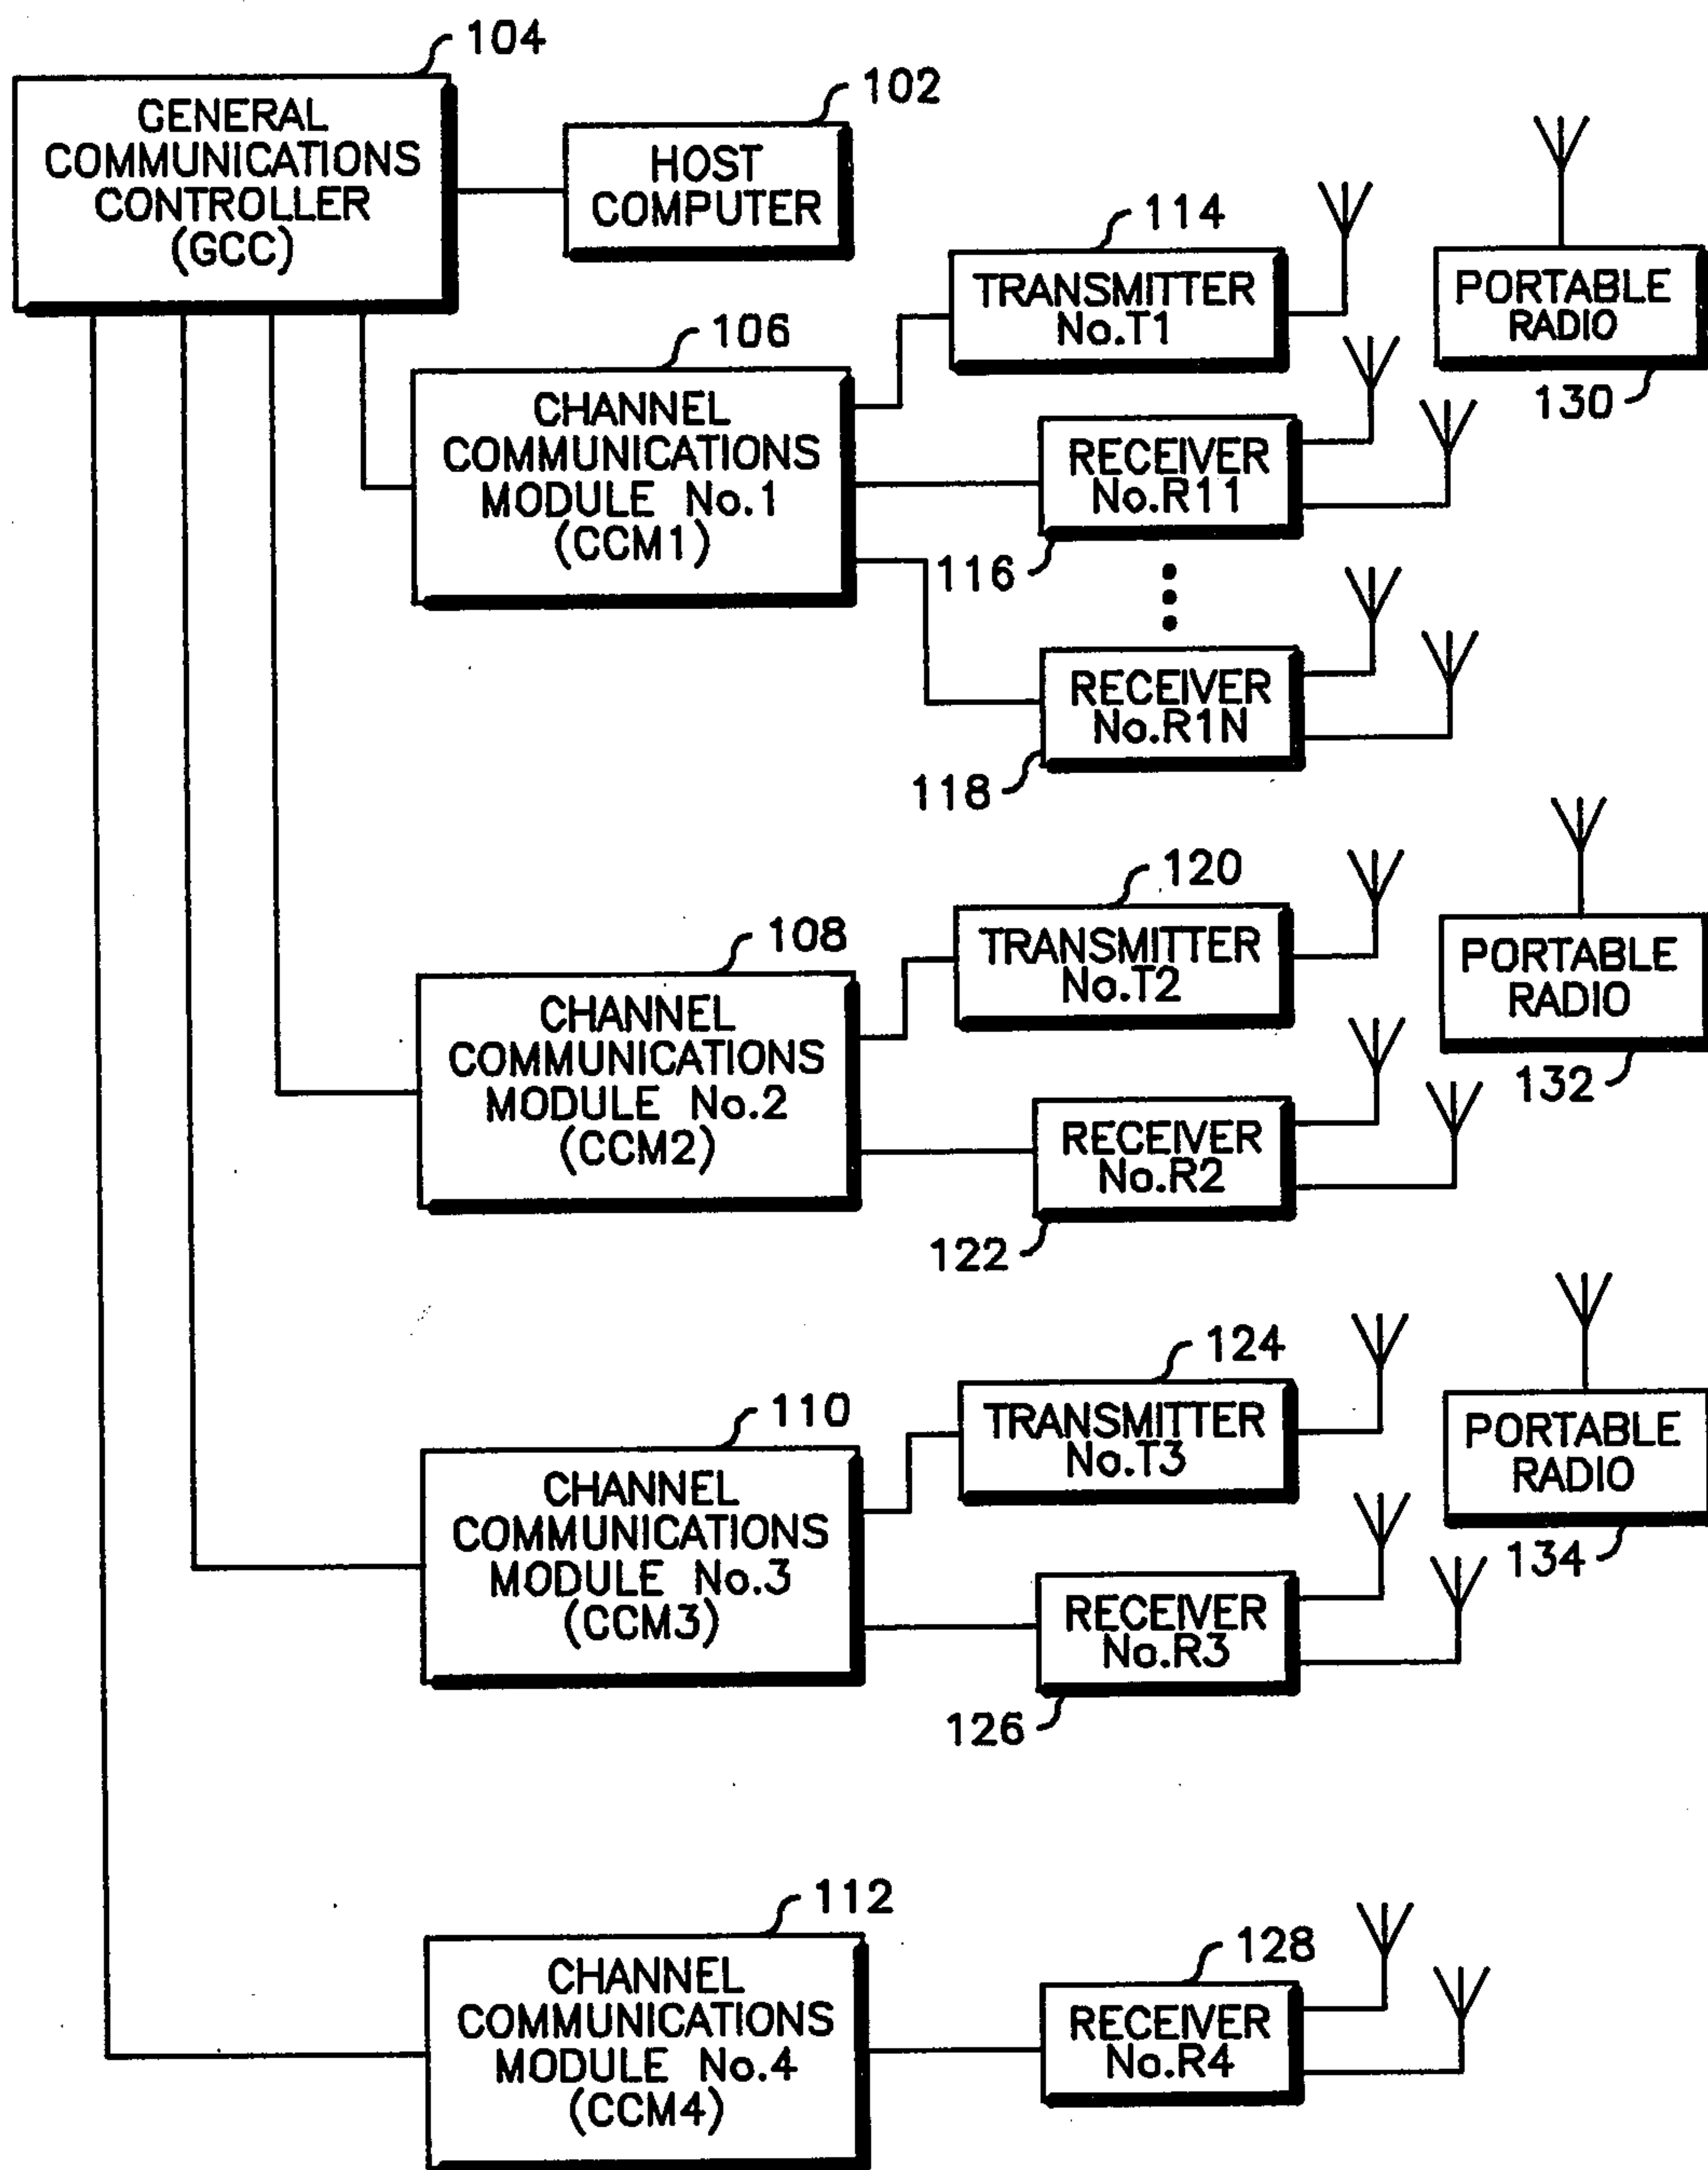 104
GENERAL
COMMUNICATIONS
CONTROLLER
(GCC)
102
HOST
COMPUTER
114
TRANSMITTER
No.T1
PORTABLE
RADIO
130
106
CHANNEL
COMMUNICATIONS
MODULE No.1
(CCM1)
RECEIVER
No.R11
116
RECEIVER
No.R1N
118
120
TRANSMITTER
No.T2
PORTABLE
RADIO
132
108
CHANNEL
COMMUNICATIONS
MODULE No.2
(CCM2)
RECEIVER
No.R2
122
124
TRANSMITTER
No.T3
PORTABLE
RADIO
134
110
CHANNEL
COMMUNICATIONS
MODULE No.3
(CCM3)
RECEIVER
No.R3
126
112
CHANNEL
COMMUNICATIONS
MODULE No.4
(CCM4)
128
RECEIVER
No.R4